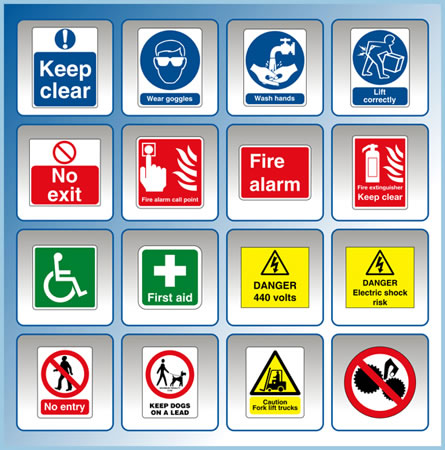 Keep
clear
Wear goggles
Wash hands
Lift
correctly
No
exit
Fire alarm call point
Fire
alarm
Fire extinguisher
Keep clear
First aid
DANGER
440 volts
DANGER
Electric shock
risk
No entry
KEEP DOGS
ON A LEAD
Caution
Fork lift trucks